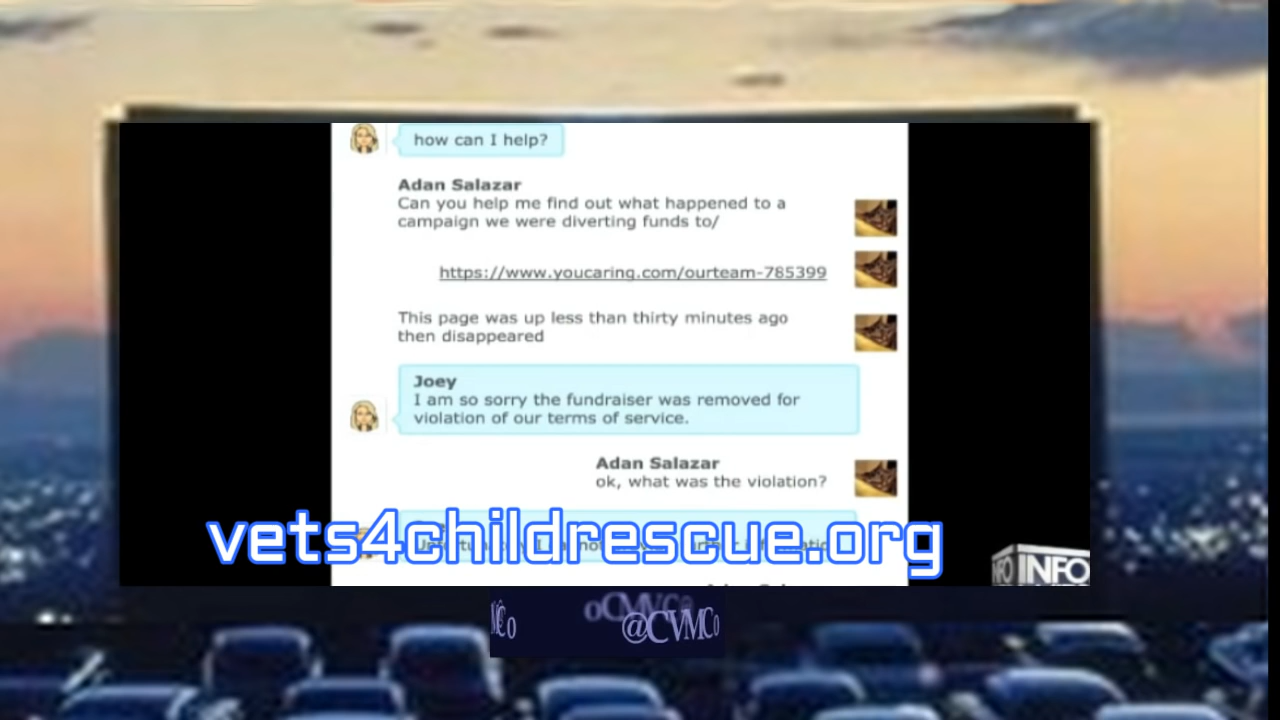 how can I help?
Adan Salazar
Can you help me find out what happened to a
campaign we were diverting funds to/
https://www.youcaring.com/ourteam-785399
This page was up less than thirty minutes ago
then disappeared
Joey
I am so sorry the fundraiser was removed for
violation of our terms of service.
Adan Salazar
ok, what was the violation?
vets4childrescue.org
INFO
@CVMCo